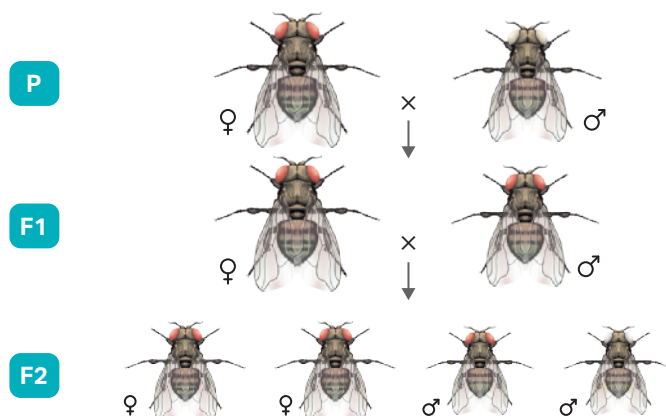 P
♀ × ♂
F1
♀ × ♂
F2
♀ ♀ ♂ ♂